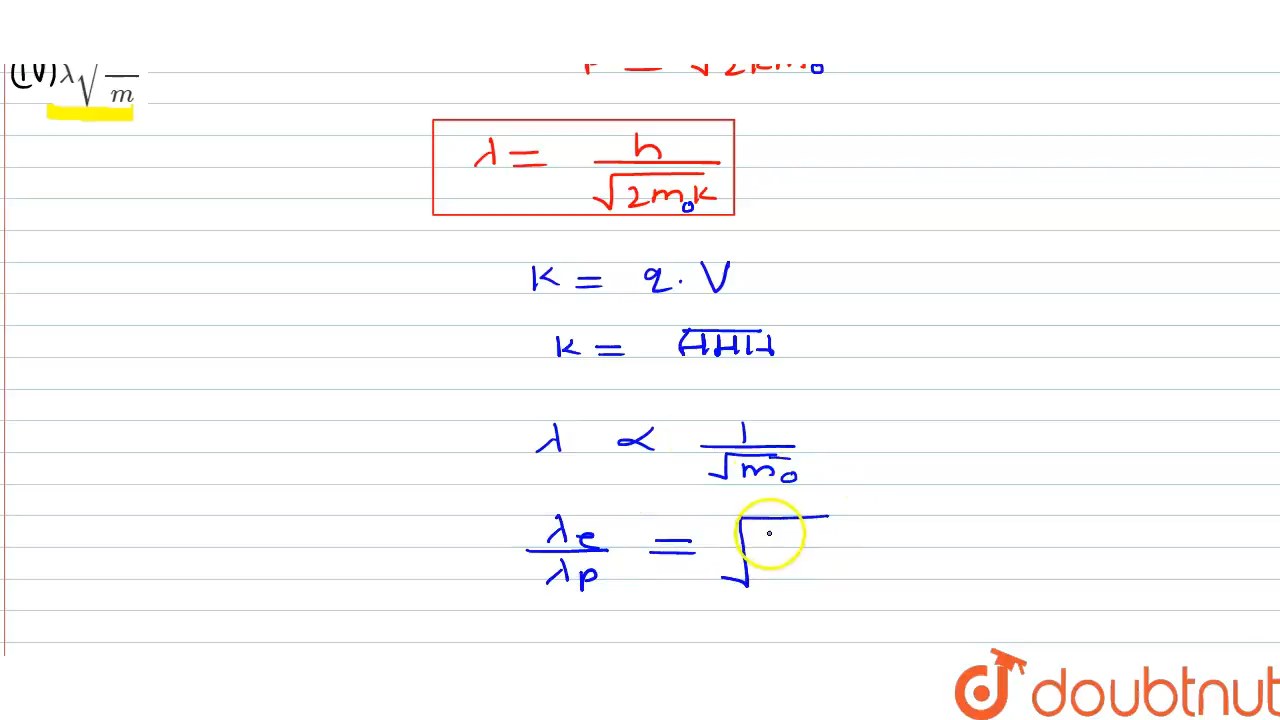 (iv) λ√ m
λ = h / √2m₀K
K = q. V
K =
λ ∝ 1 / √m₀
λe / λp = √
doubtnut